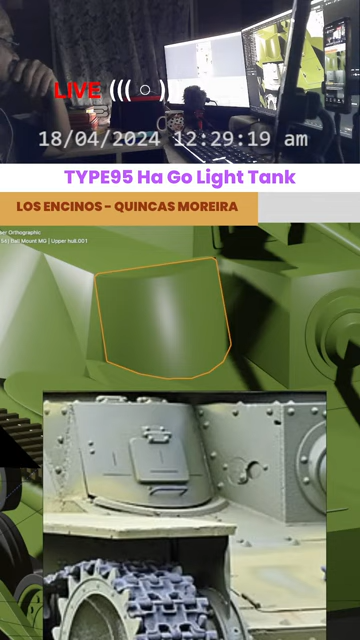 LIVE ((( ○ )
18/04/2024 12:29:19 am
TYPE95 Ha Go Light Tank
LOS ENCINOS - QUINCAS MOREIRA
Orthographic
Ball Mount MG | Upper hull.001